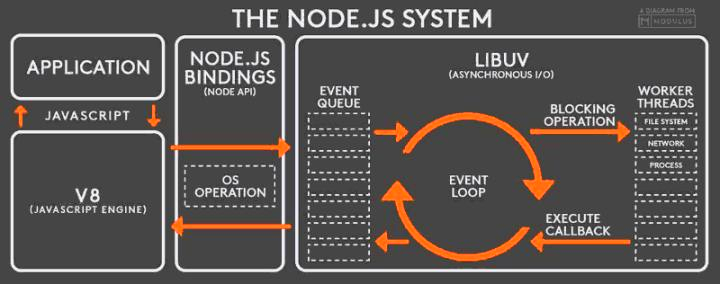 THE NODE.JS SYSTEM
A DIAGRAM FROM
MODULUS
APPLICATION
JAVASCRIPT
V8
(JAVASCRIPT ENGINE)
NODE.JS
BINDINGS
(NODE API)
OS
OPERATION
LIBUV
(ASYNCHRONOUS I/O)
EVENT
QUEUE
EVENT
LOOP
BLOCKING
OPERATION
EXECUTE
CALLBACK
WORKER
THREADS
FILE SYSTEM
NETWORK
PROCESS